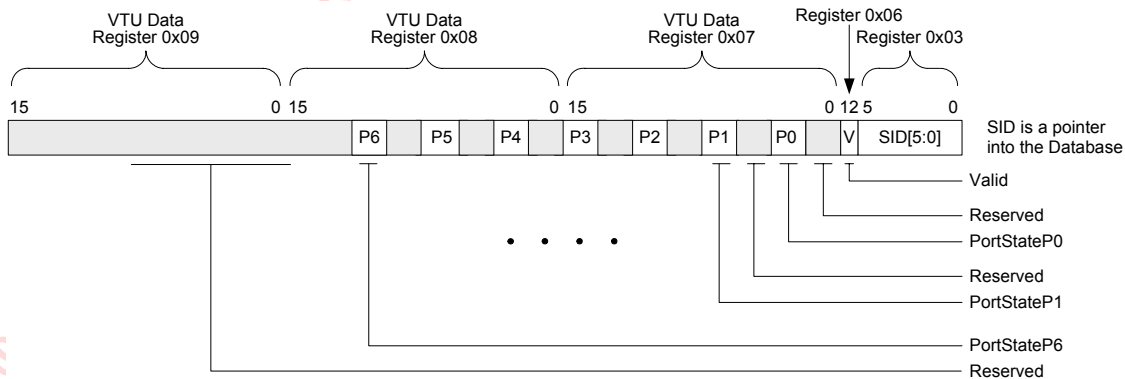 VTU Data
Register 0x09
VTU Data
Register 0x08
VTU Data
Register 0x07
Register 0x06
Register 0x03
15 0 15 0 15 0 12 5 0
P6 P5 P4 P3 P2 P1 P0 V SID[5:0]
SID is a pointer
into the Database
Valid
Reserved
PortStateP0
Reserved
PortStateP1
PortStateP6
Reserved